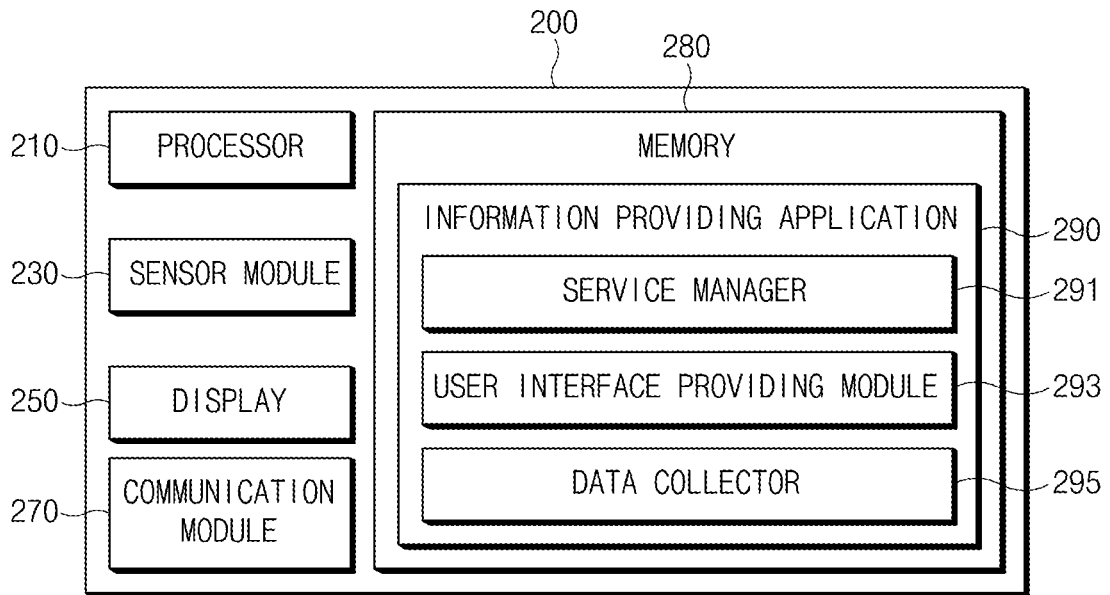 200
280
210
PROCESSOR
MEMORY
INFORMATION PROVIDING APPLICATION
290
230
SENSOR MODULE
SERVICE MANAGER
291
250
DISPLAY
USER INTERFACE PROVIDING MODULE
293
270
COMMUNICATION
MODULE
DATA COLLECTOR
295